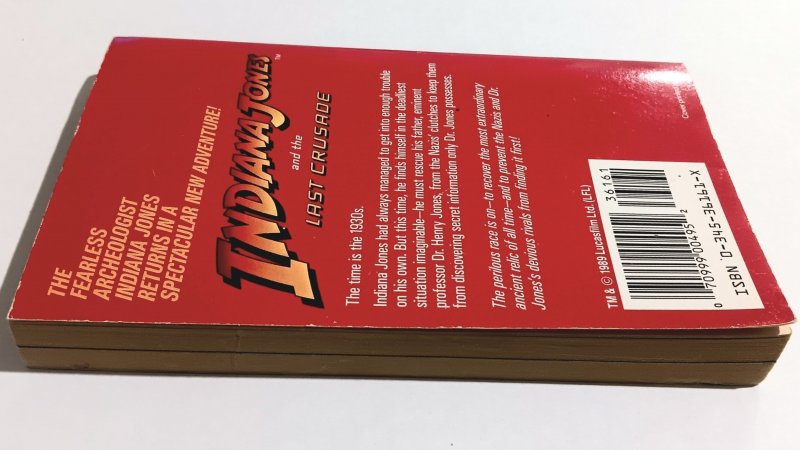 THE
FEARLESS
ARCHEOLOGIST
INDIANA JONES
RETURNS IN A
SPECTACULAR NEW ADVENTURE!
INDIANA JONES™
and the
LAST CRUSADE
The time is the 1930s.
Indiana Jones had always managed to get into enough trouble
on his own. But this time, he finds himself in the deadliest
situation imaginable—he must rescue his father, eminent
professor Dr. Henry Jones, from the Nazis' clutches to keep them
from discovering secret information only Dr. Jones possesses.
The perilous race is on—to recover the most extraordinary
ancient relic of all time—and to prevent the Nazis and Dr.
Jones's devious rivals from finding it first!
TM & © 1989 Lucasfilm Ltd. (LFL)
36161
0 70999 00495 2
ISBN 0-345-36161-X